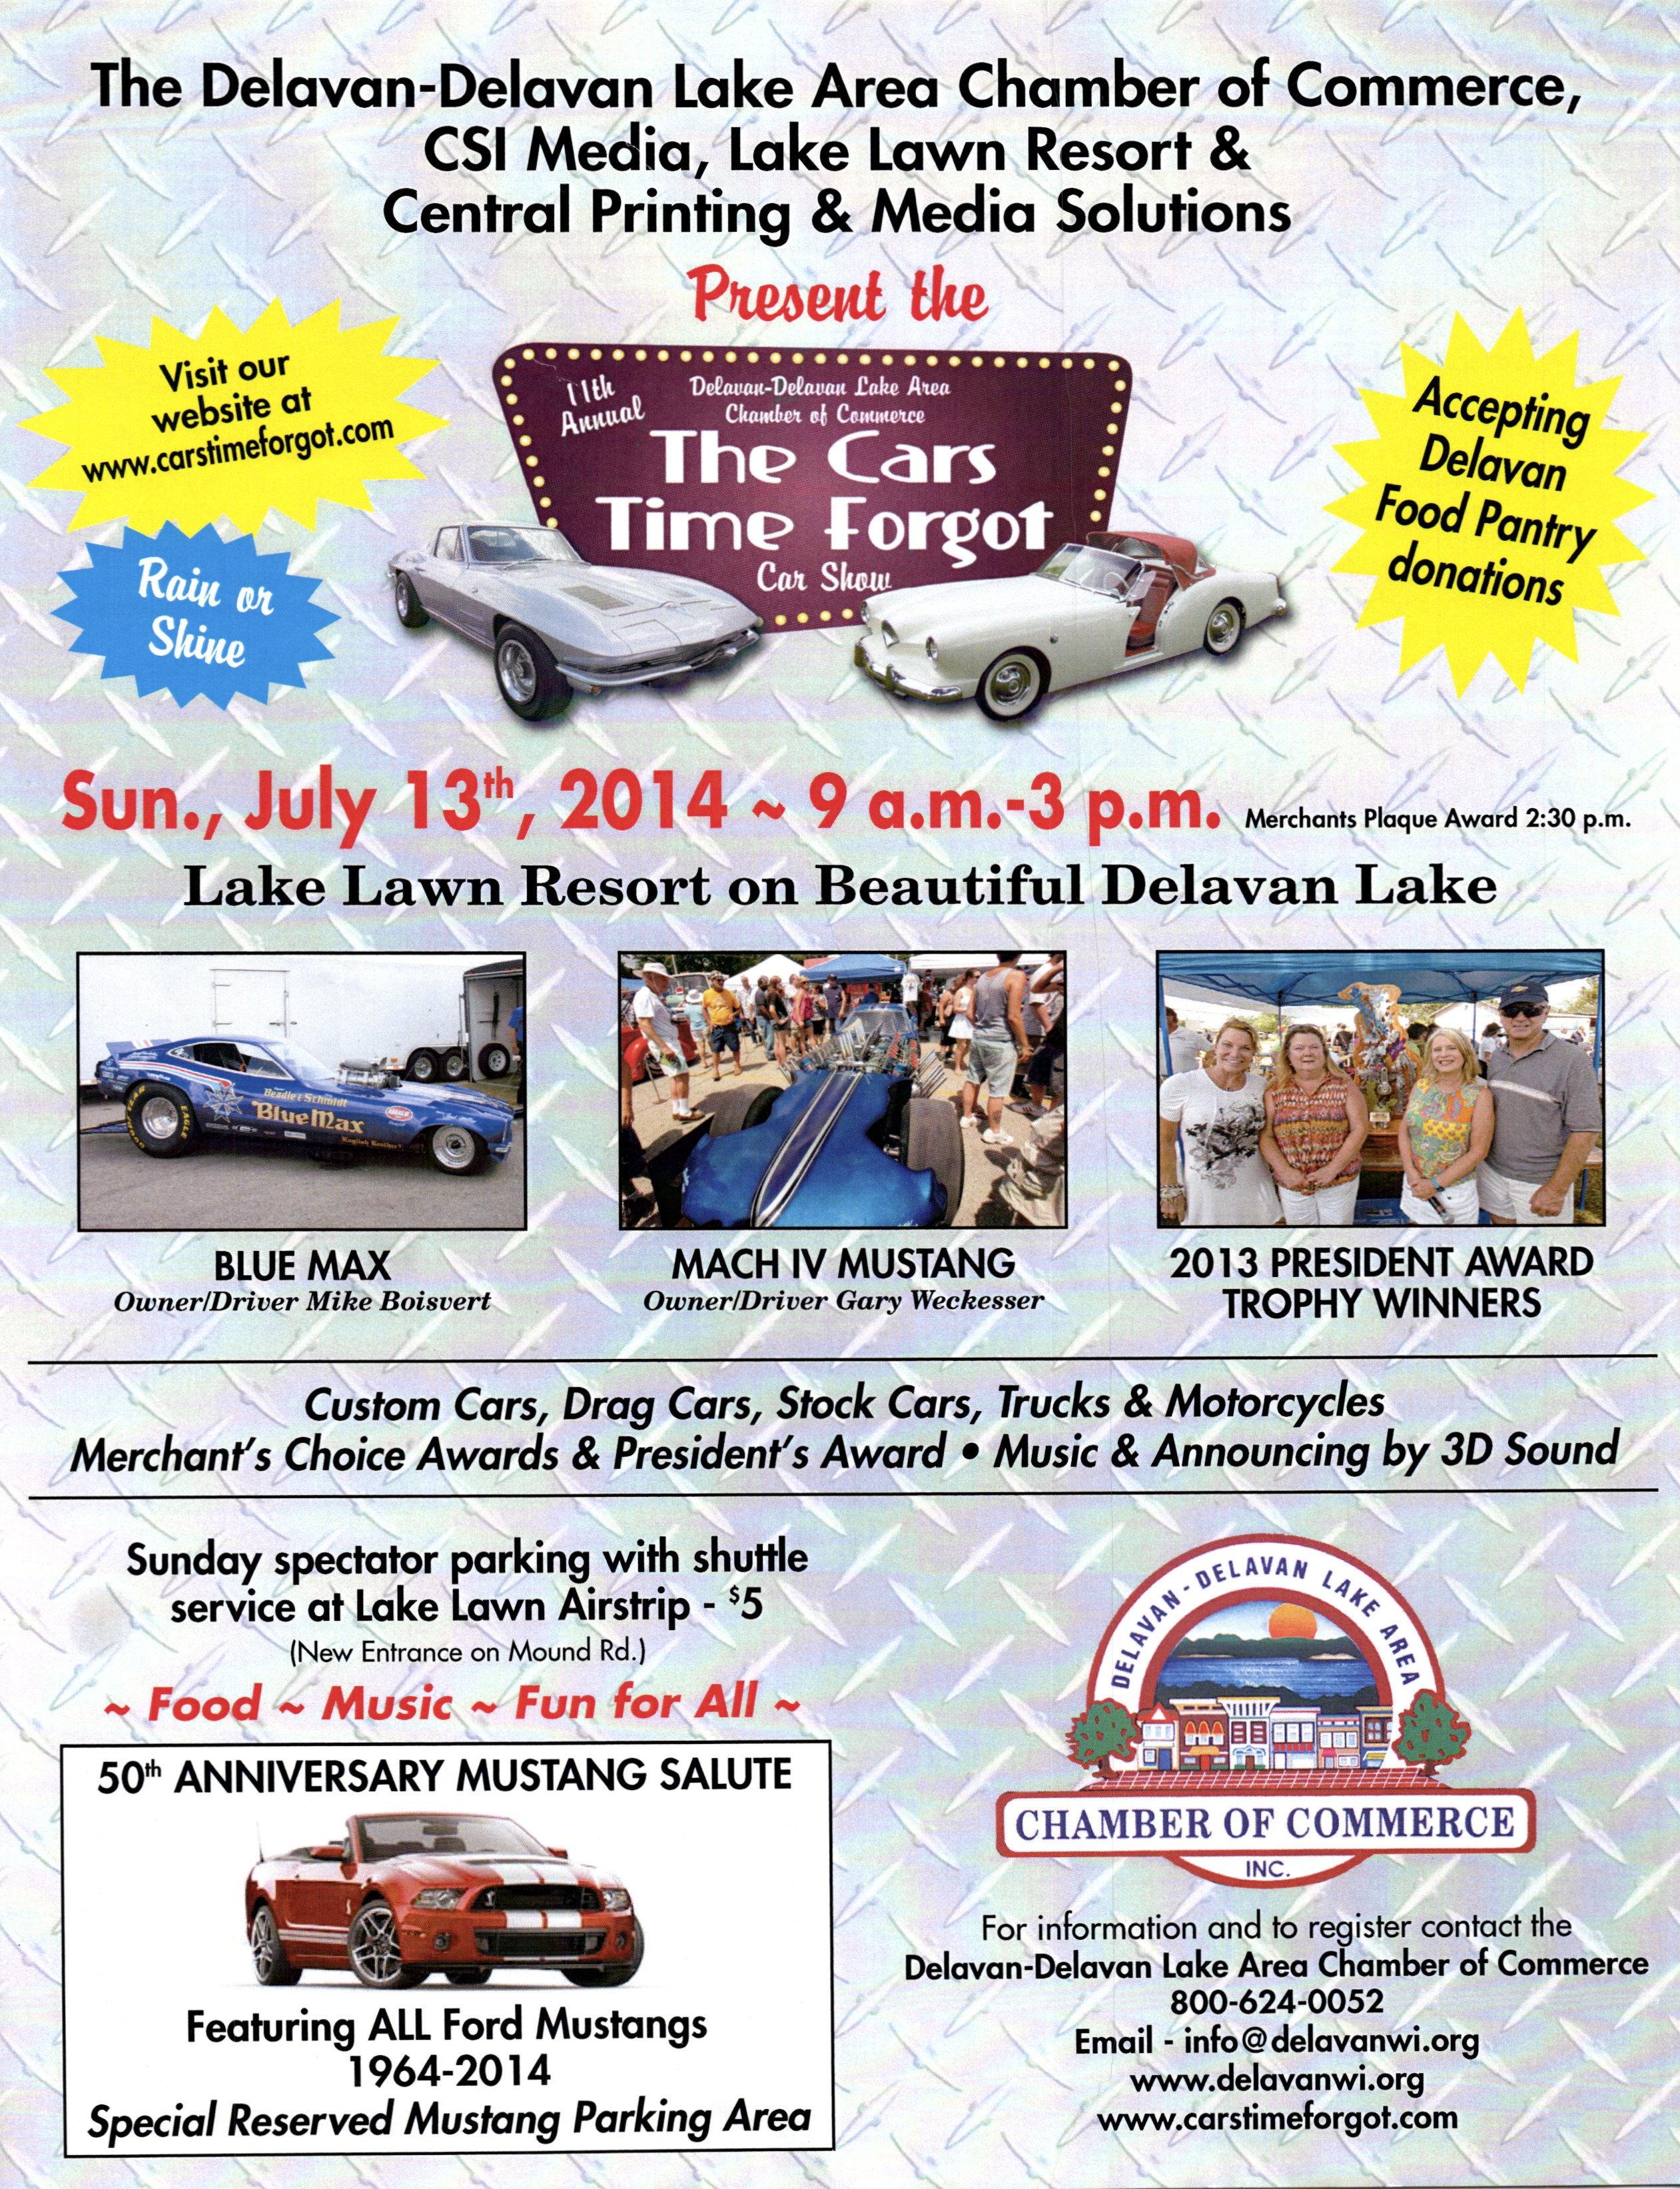 The Delavan-Delavan Lake Area Chamber of Commerce,
CSI Media, Lake Lawn Resort &
Central Printing & Media Solutions
Present the
Visit our
website at
www.carstimeforgot.com
Rain or
Shine
11th
Annual
Delavan-Delavan Lake Area
Chamber of Commerce
The Cars
Time Forgot
Car Show
Accepting
Delavan
Food Pantry
donations
Sun., July 13th, 2014 ~ 9 a.m.-3 p.m. Merchants Plaque Award 2:30 p.m.
Lake Lawn Resort on Beautiful Delavan Lake
Beadle & Schmidt
Blue Max
EAGLE
BLUE MAX
Owner/Driver Mike Boisvert
MACH IV MUSTANG
Owner/Driver Gary Weckesser
2013 PRESIDENT AWARD
TROPHY WINNERS
Custom Cars, Drag Cars, Stock Cars, Trucks & Motorcycles
Merchant's Choice Awards & President's Award • Music & Announcing by 3D Sound
Sunday spectator parking with shuttle
service at Lake Lawn Airstrip - $5
(New Entrance on Mound Rd.)
~ Food ~ Music ~ Fun for All ~
50th ANNIVERSARY MUSTANG SALUTE
Featuring ALL Ford Mustangs
1964-2014
Special Reserved Mustang Parking Area
DELAVAN - DELAVAN LAKE AREA
CHAMBER OF COMMERCE
INC.
For information and to register contact the
Delavan-Delavan Lake Area Chamber of Commerce
800-624-0052
Email - info@delavanwi.org
www.delavanwi.org
www.carstimeforgot.com